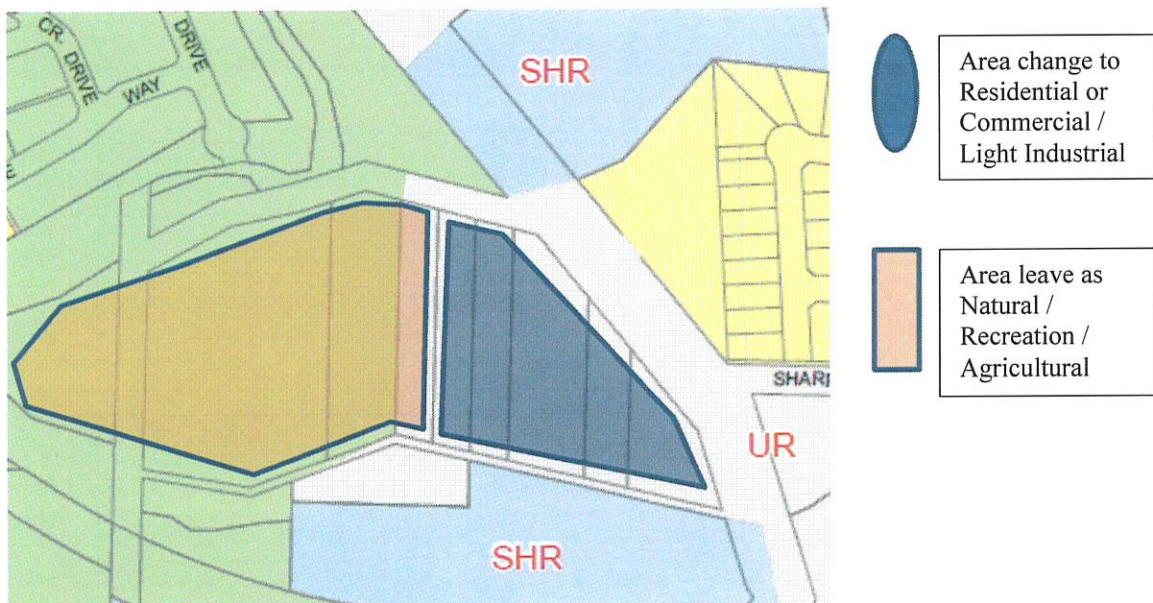 CR.
DRIVE
WAY
DRIVE
SHR
SHAR
UR
SHR
Area change to
Residential or
Commercial /
Light Industrial
Area leave as
Natural /
Recreation /
Agricultural